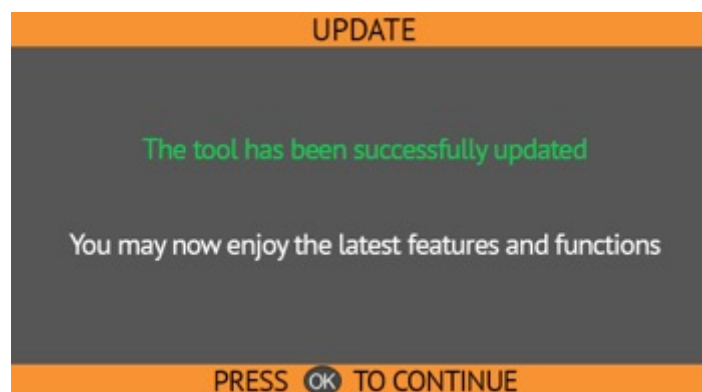 UPDATE
The tool has been successfully updated
You may now enjoy the latest features and functions
PRESS OK TO CONTINUE